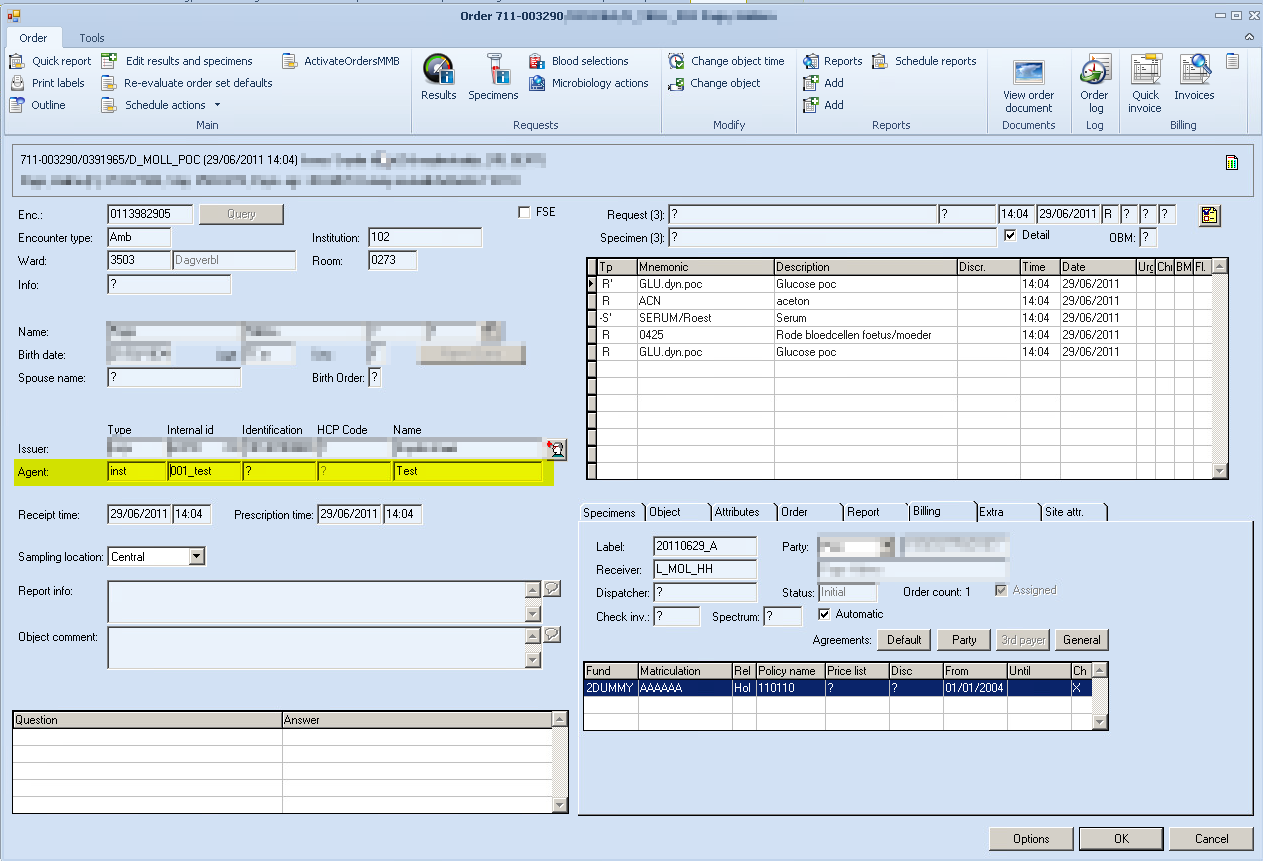 Order 711-003290
Order Tools
Quick report Edit results and specimens ActivateOrdersMMB
Print labels Re-evaluate order set defaults
Outline Schedule actions
Main
Results Specimens Blood selections
Microbiology actions
Requests
Change object time
Change object
Modify
Reports Schedule reports
Add
Add
Reports
View order
document
Documents
Order
log
Log
Quick
invoice Invoices
Billing
711-003290/0391965/D_MOLL_POC (29/06/2011 14:04)
Enc.: 0113982905 Query FSE
Encounter type: Amb Institution: 102
Ward: 3503 Dagverbl Room: 0273
Info: ?
Name:
Birth date:
Spouse name: ? Birth Order: ?
Type Internal id Identification HCP Code Name
Issuer:
Agent: inst 001_test ? ? Test
Receipt time: 29/06/2011 14:04 Prescription time: 29/06/2011 14:04
Sampling location: Central
Report info:
Object comment:
Question Answer
Request (3): ? ? 14:04 29/06/2011 R ? ? ?
Specimen (3): ? Detail OBM: ?
Tp Mnemonic Description Discr. Time Date Urg Chr BM Fl.
R' GLU.dyn.poc Glucose poc 14:04 29/06/2011
R ACN aceton 14:04 29/06/2011
-S' SERUM/Roest Serum 14:04 29/06/2011
R 0425 Rode bloedcellen foetus/moeder 14:04 29/06/2011
R GLU.dyn.poc Glucose poc 14:04 29/06/2011
Specimens Object Attributes Order Report Billing Extra Site attr.
Label: 20110629_A Party:
Receiver: L_MOL_HH
Dispatcher: ? Status: Initial Order count: 1 Assigned
Check inv.: ? Spectrum: ? Automatic
Agreements: Default Party 3rd payer General
Fund Matriculation Rel Policy name Price list Disc From Until Ch
2DUMMY AAAAAA Hol 110110 ? ? 01/01/2004 X
Options OK Cancel